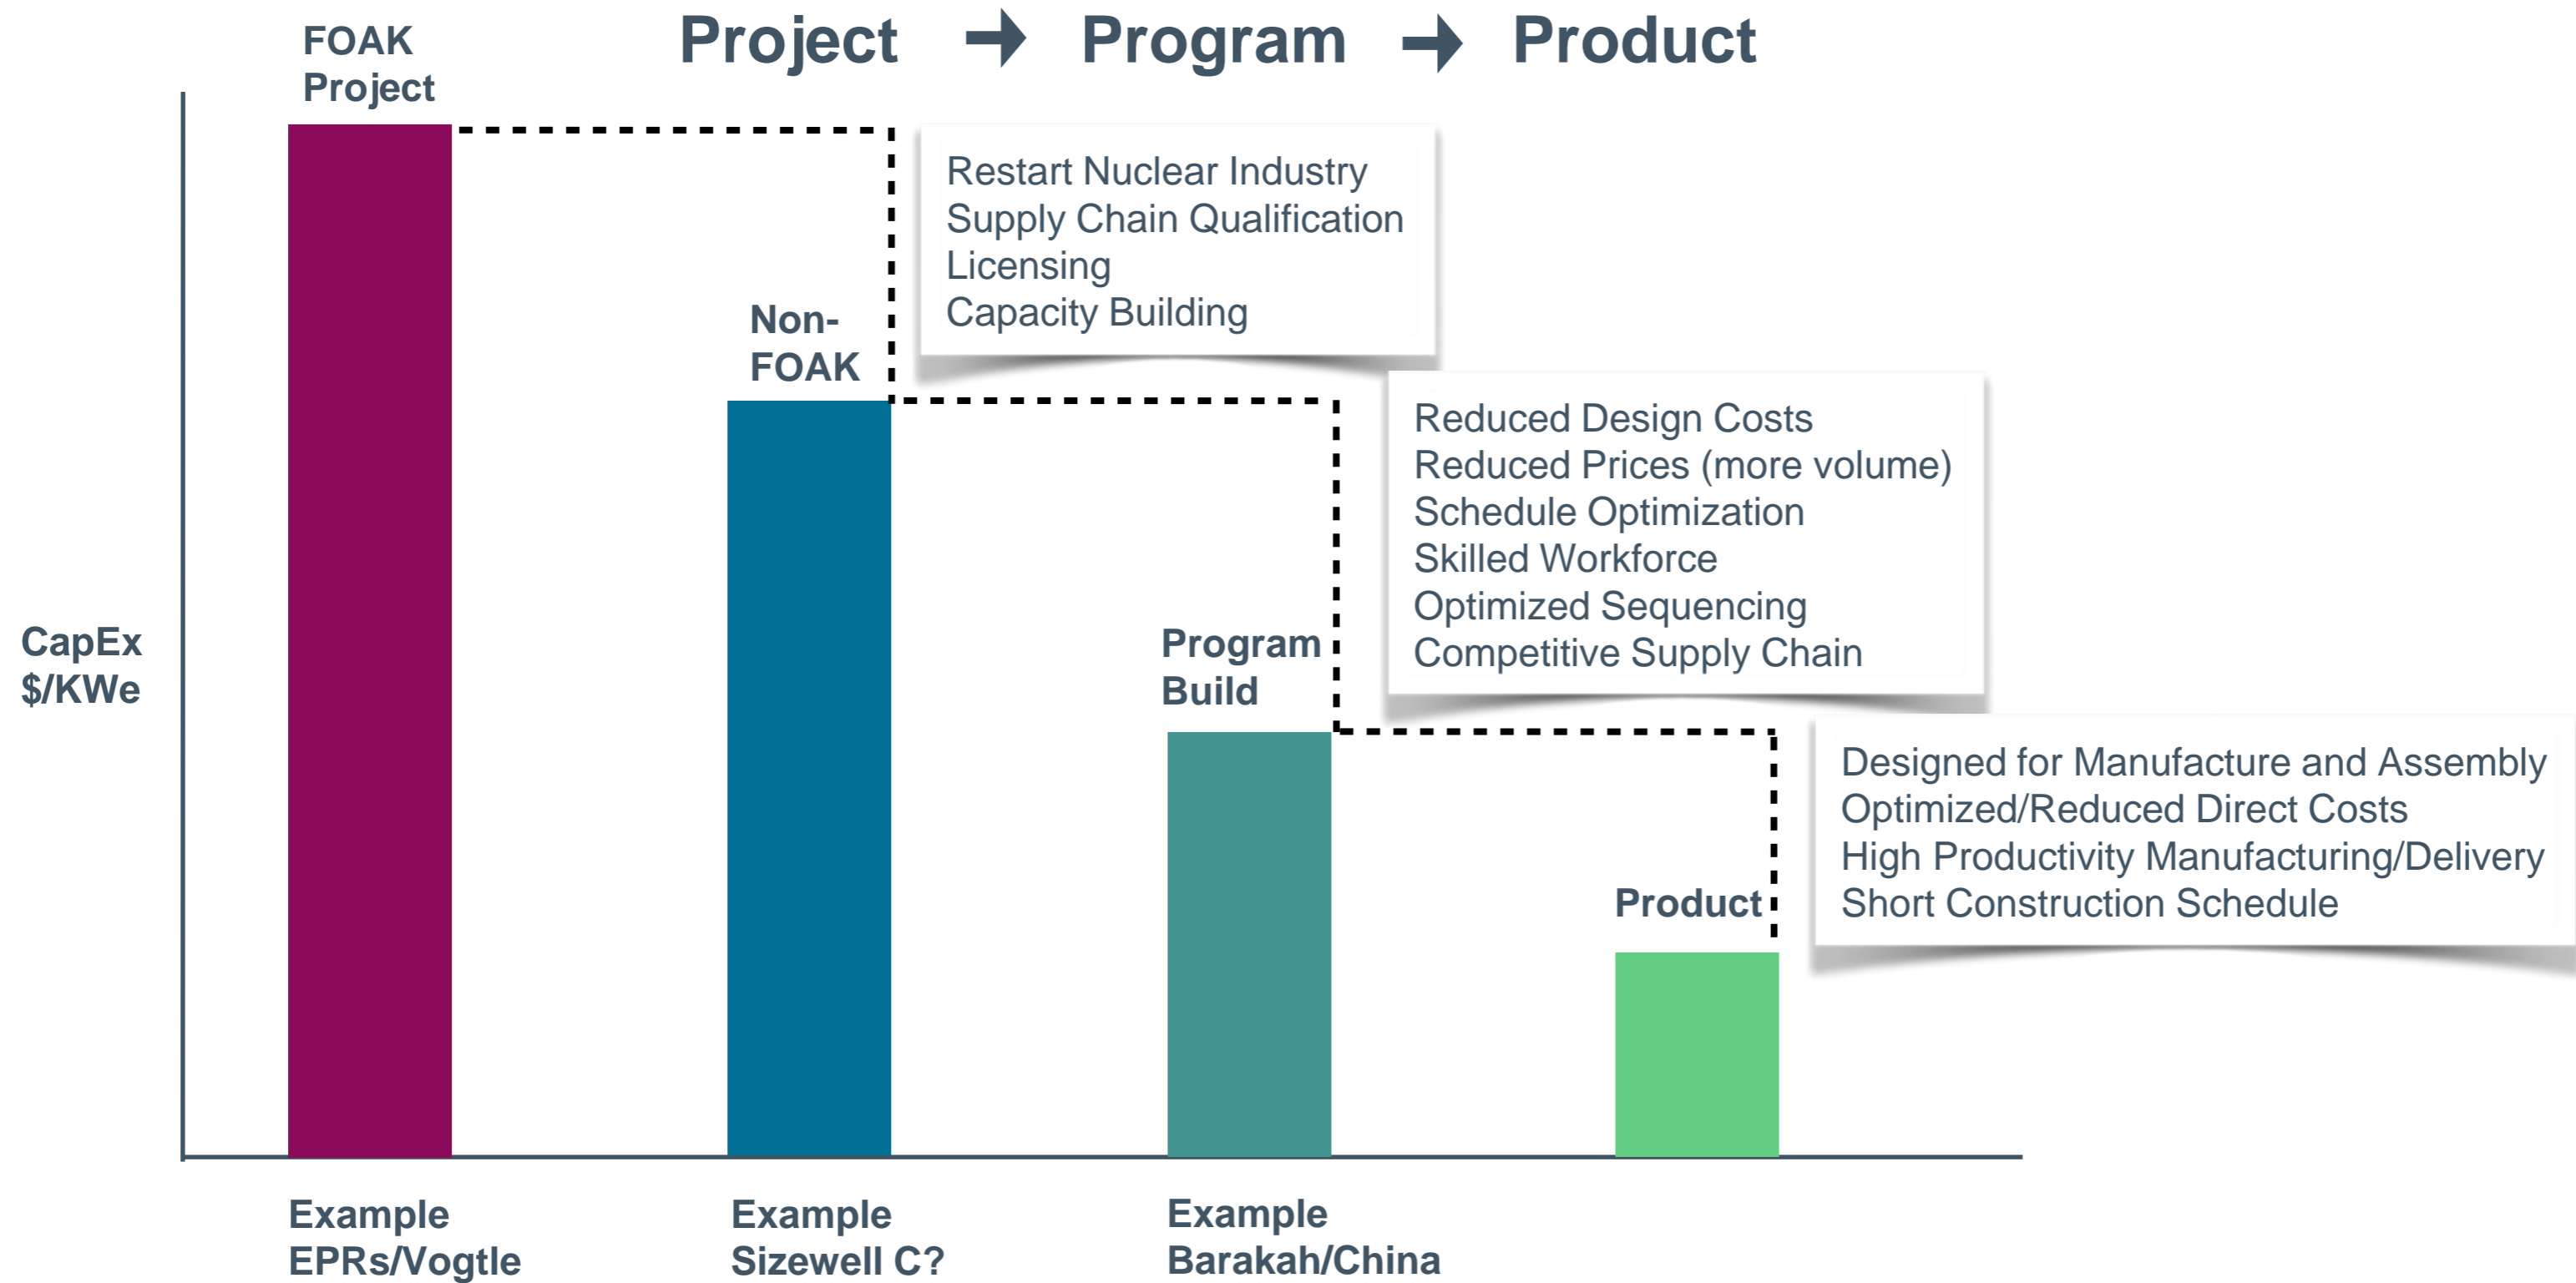 FOAK
Project
Project → Program → Product
Restart Nuclear Industry
Supply Chain Qualification
Licensing
Capacity Building
Non-
FOAK
Reduced Design Costs
Reduced Prices (more volume)
Schedule Optimization
Skilled Workforce
Optimized Sequencing
Competitive Supply Chain
CapEx
$/KWe
Program
Build
Designed for Manufacture and Assembly
Optimized/Reduced Direct Costs
High Productivity Manufacturing/Delivery
Short Construction Schedule
Product
Example
EPRs/Vogtle
Example
Sizewell C?
Example
Barakah/China